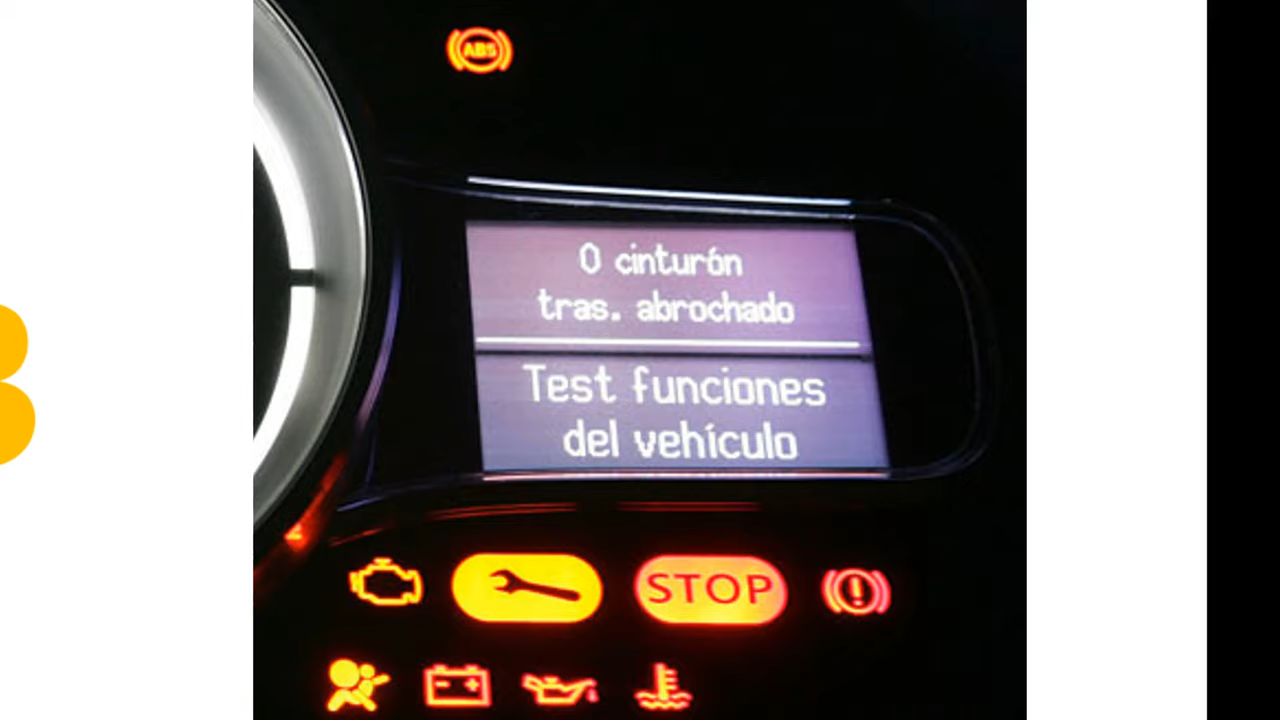 ABS
0 cinturón
tras. abrochado
Test funciones
del vehículo
STOP